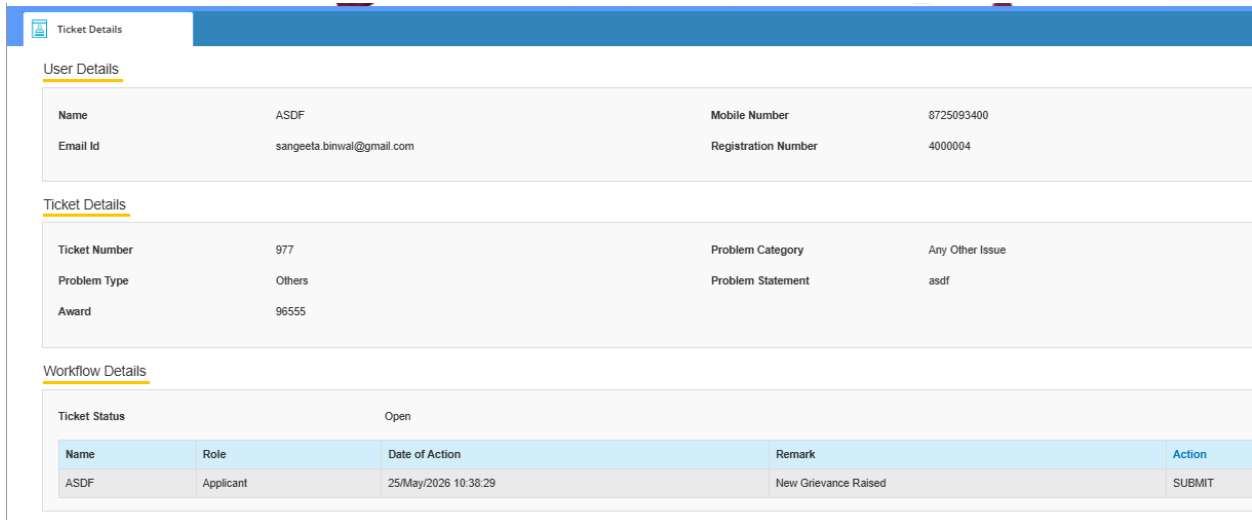 Ticket Details
User Details
Name ASDF Mobile Number 8725093400
Email Id sangeeta.binwal@gmail.com Registration Number 4000004
Ticket Details
Ticket Number 977 Problem Category Any Other Issue
Problem Type Others Problem Statement asdf
Award 96555
Workflow Details
Ticket Status Open
Name Role Date of Action Remark Action
ASDF Applicant 25/May/2026 10:38:29 New Grievance Raised SUBMIT